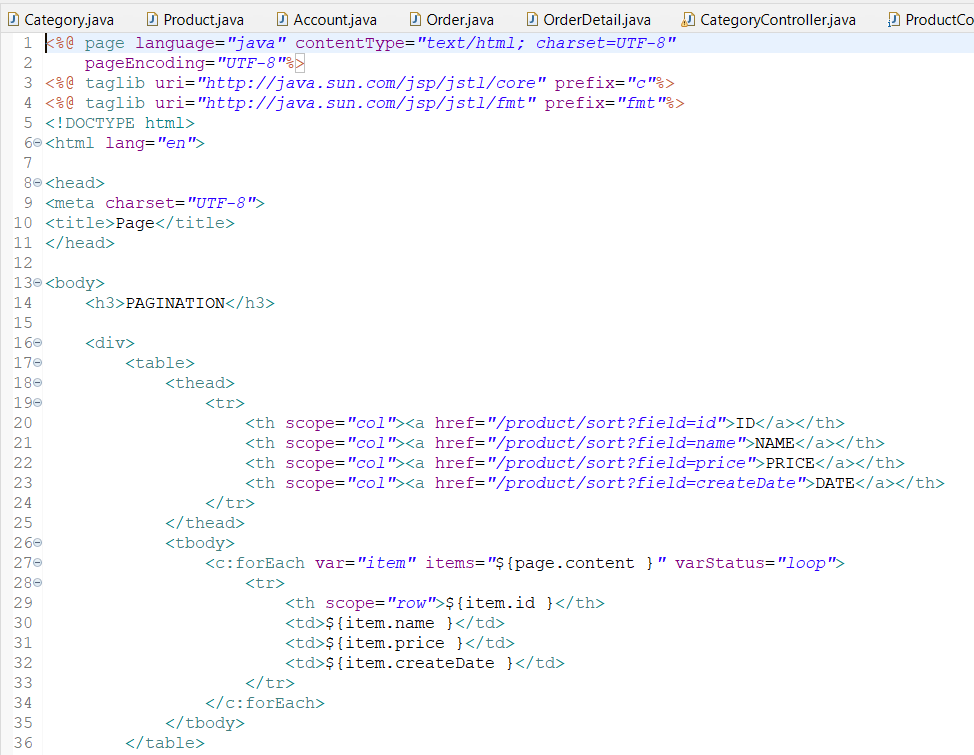 Category.java Product.java Account.java Order.java OrderDetail.java CategoryController.java ProductCo
1 <%@ page language="java" contentType="text/html; charset=UTF-8"
2     pageEncoding="UTF-8"%>
3 <%@ taglib uri="http://java.sun.com/jsp/jstl/core" prefix="c"%>
4 <%@ taglib uri="http://java.sun.com/jsp/jstl/fmt" prefix="fmt"%>
5 <!DOCTYPE html>
6 <html lang="en">
7
8 <head>
9 <meta charset="UTF-8">
10 <title>Page</title>
11 </head>
12
13 <body>
14     <h3>PAGINATION</h3>
15
16     <div>
17         <table>
18             <thead>
19                 <tr>
20                     <th scope="col"><a href="/product/sort?field=id">ID</a></th>
21                     <th scope="col"><a href="/product/sort?field=name">NAME</a></th>
22                     <th scope="col"><a href="/product/sort?field=price">PRICE</a></th>
23                     <th scope="col"><a href="/product/sort?field=createDate">DATE</a></th>
24                 </tr>
25             </thead>
26             <tbody>
27                 <c:forEach var="item" items="${page.content }" varStatus="loop">
28                     <tr>
29                         <th scope="row">${item.id }</th>
30                         <td>${item.name }</td>
31                         <td>${item.price }</td>
32                         <td>${item.createDate }</td>
33                     </tr>
34                 </c:forEach>
35             </tbody>
36         </table>